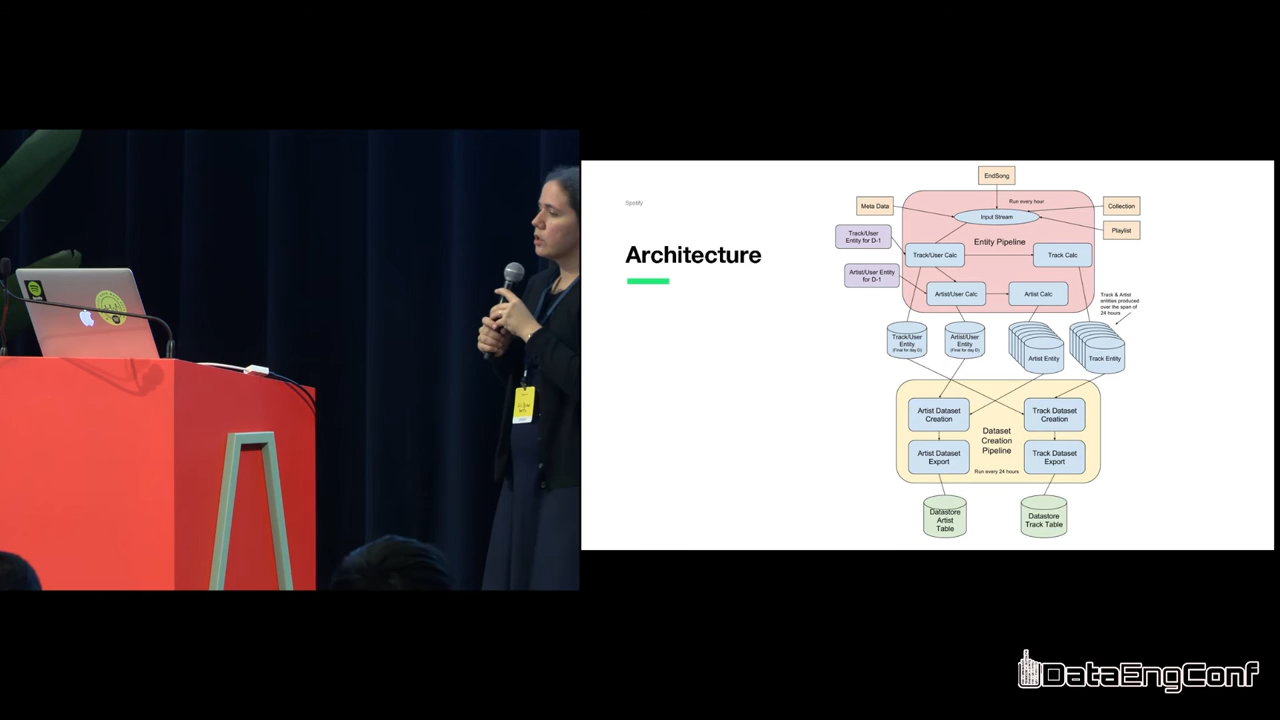 Spotify
Architecture
EndSong
Run every hour
Meta Data
Input Stream
Collection
Playlist
Track/User
Entity for D-1
Entity Pipeline
Track/User Calc
Track Calc
Artist/User Entity
for D-1
Artist/User Calc
Artist Calc
Track & Artist
entities produced
over the span of
24 hours
Track/User
Entity
(Final for day D)
Artist/User
Entity
(Final for day D)
Artist Entity
Track Entity
Artist Dataset
Creation
Track Dataset
Creation
Dataset
Creation
Pipeline
Artist Dataset
Export
Track Dataset
Export
Run every 24 hours
Datastore
Artist
Table
Datastore
Track Table
DataEngConf